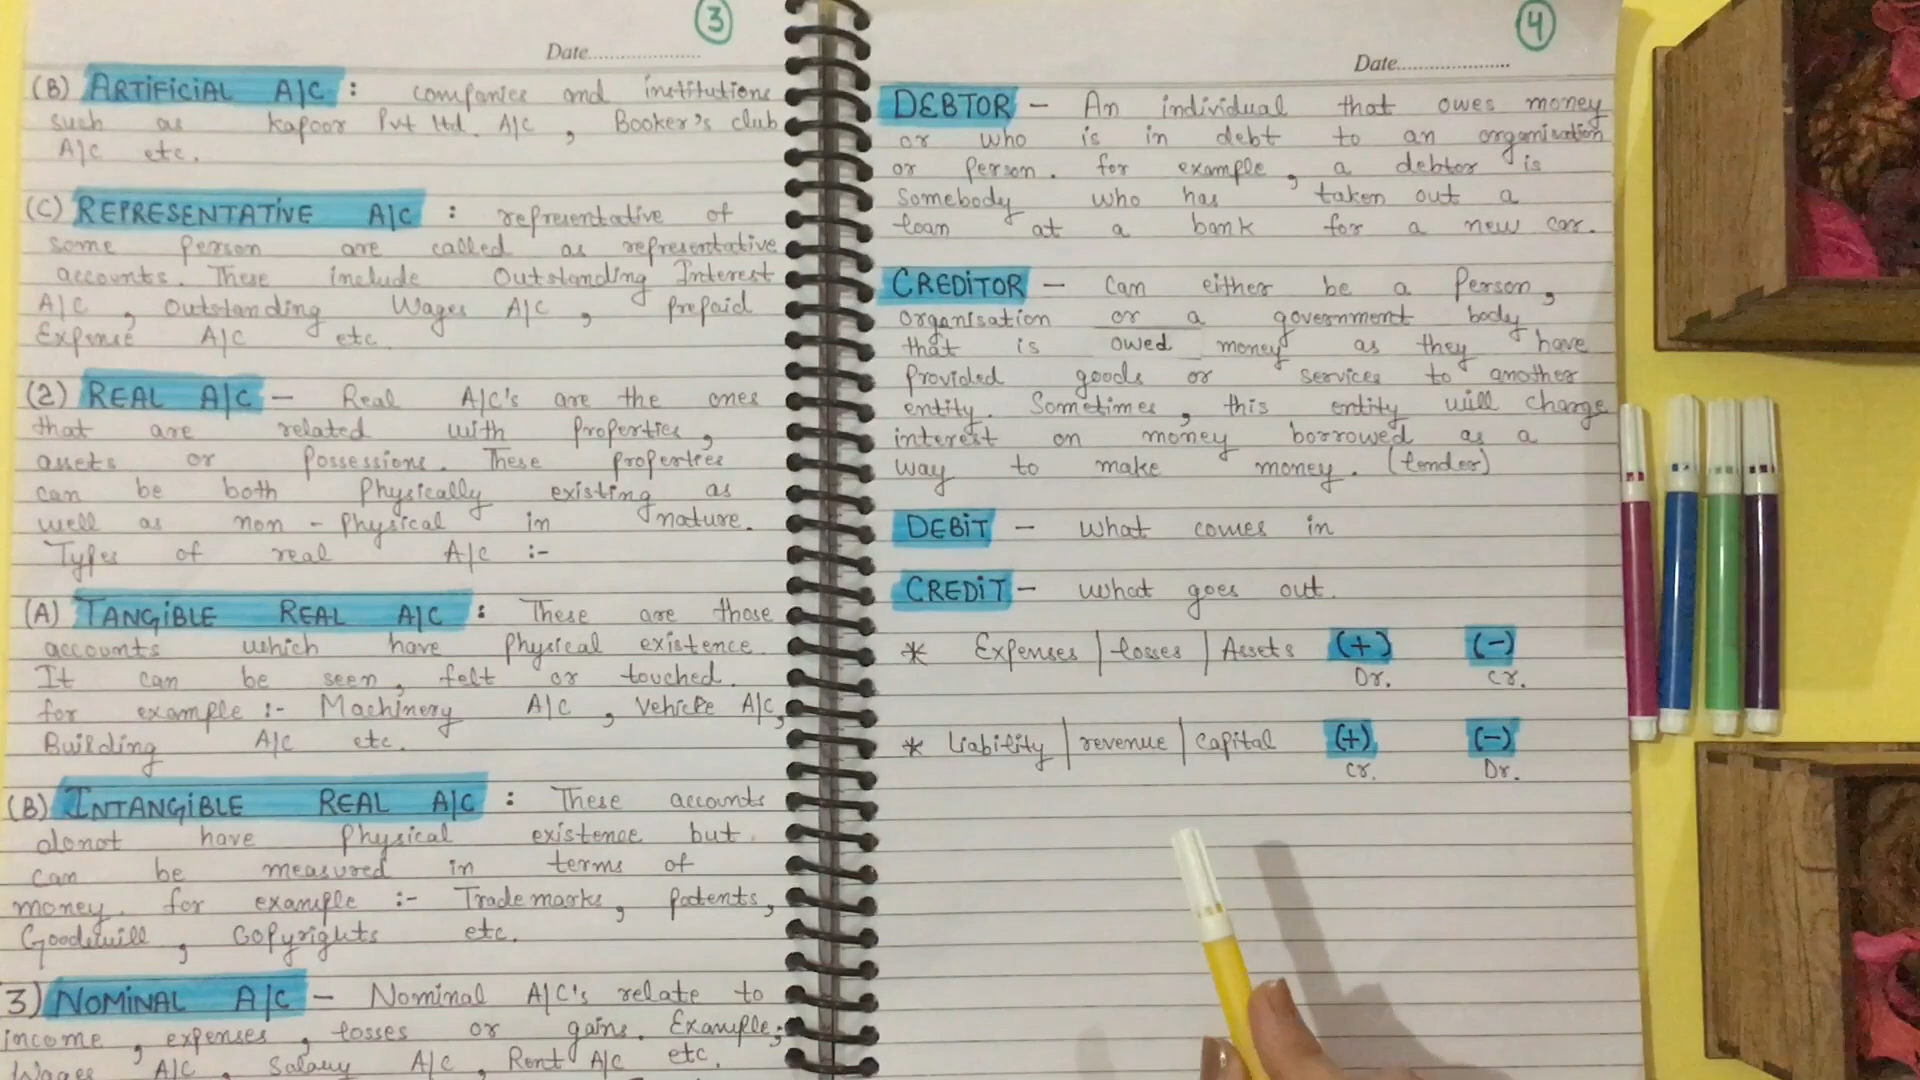 3
Date....................
(B) ARTIFICIAL A/C : companies and institutions
such as Kapoor Pvt ltd. A/C , Booker's club
A/C etc.
(C) REPRESENTATIVE A/C : representative of
some person are called as representative
accounts. These include Outstanding Interest
A/C , Outstanding Wages A/C , prepaid
Expense A/C etc
(2) REAL A/C – Real A/C's are the ones
that are related with properties,
assets or possessions. These properties
can be both physically existing as
well as non-physical in nature.
Types of real A/C :-
(A) TANGIBLE REAL A/C : These are those
accounts which have physical existence
It can be seen, felt or touched.
for example :- Machinery A/C , Vehicle A/C,
Building A/C etc.
(B) INTANGIBLE REAL A/C : These accounts
donot have physical existence but
can be measured in terms of
money. for example :- Trademarks, patents,
Goodwill , Copyrights etc.
3) NOMINAL A/C – Nominal A/C's relate to
income , expenses , losses or gains. Example:-
Wages A/C , Salary A/C , Rent A/C etc.
4
Date.....................
DEBTOR – An individual that owes money
or who is in debt to an organisation
or person. for example , a debtor is
Somebody who has taken out a
loan at a bank for a new car.
CREDITOR – can either be a person,
organisation or a government body
that is owed money as they have
provided goods or services to another
entity. Sometimes , this entity will charge
interest on money borrowed as a
way to make money. (lender)
DEBIT – what comes in
CREDIT – what goes out.
* Expenses | losses | Assets (+) (-)
Dr. cr.
* liability | revenue | capital (+) (-)
cr. Dr.